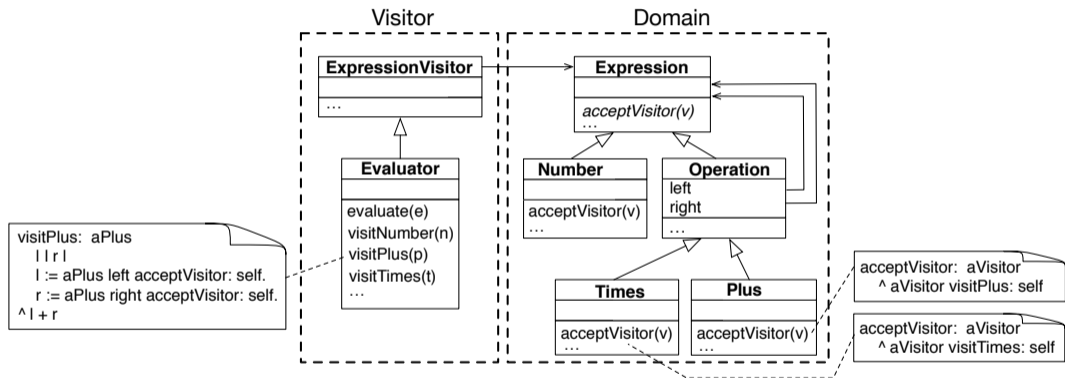 Visitor
Domain
ExpressionVisitor
...
Expression
acceptVisitor(v)
...
Evaluator
evaluate(e)
visitNumber(n)
visitPlus(p)
visitTimes(t)
...
Number
acceptVisitor(v)
...
Operation
left
right
...
visitPlus: aPlus
| l r |
l := aPlus left acceptVisitor: self.
r := aPlus right acceptVisitor: self.
^ l + r
Times
acceptVisitor(v)
...
Plus
acceptVisitor(v)
...
acceptVisitor: aVisitor
^ aVisitor visitPlus: self
acceptVisitor: aVisitor
^ aVisitor visitTimes: self